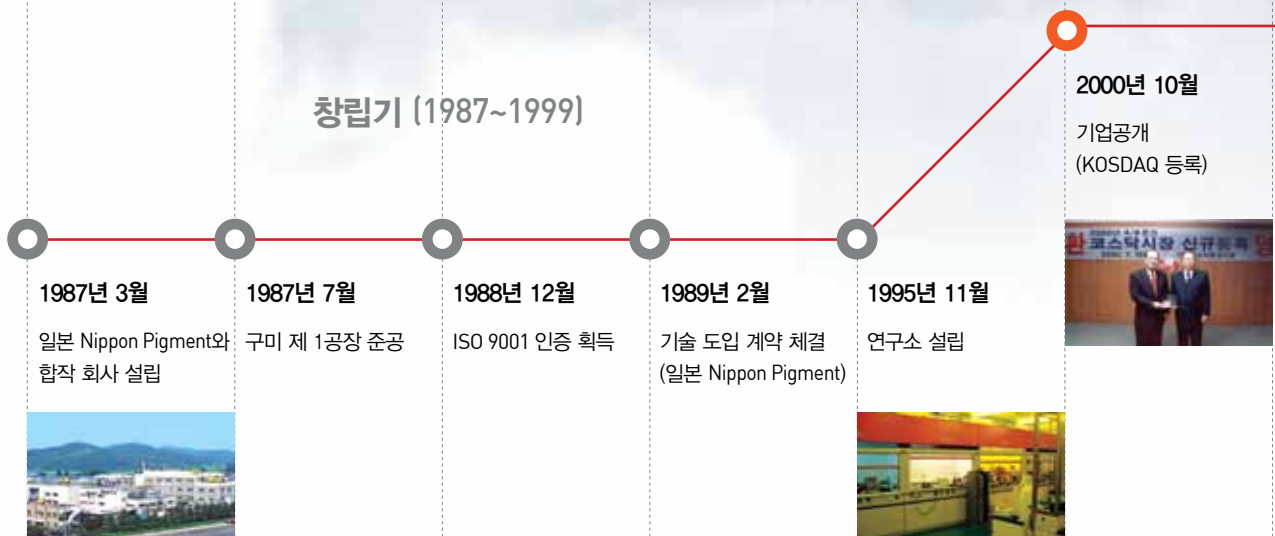 창립기 (1987~1999)
1987년 3월
일본 Nippon Pigment와
합작 회사 설립
1987년 7월
구미 제 1공장 준공
1988년 12월
ISO 9001 인증 획득
1989년 2월
기술 도입 계약 체결
(일본 Nippon Pigment)
1995년 11월
연구소 설립
2000년 10월
기업공개
(KOSDAQ 등록)
코스닥시장 신규등록